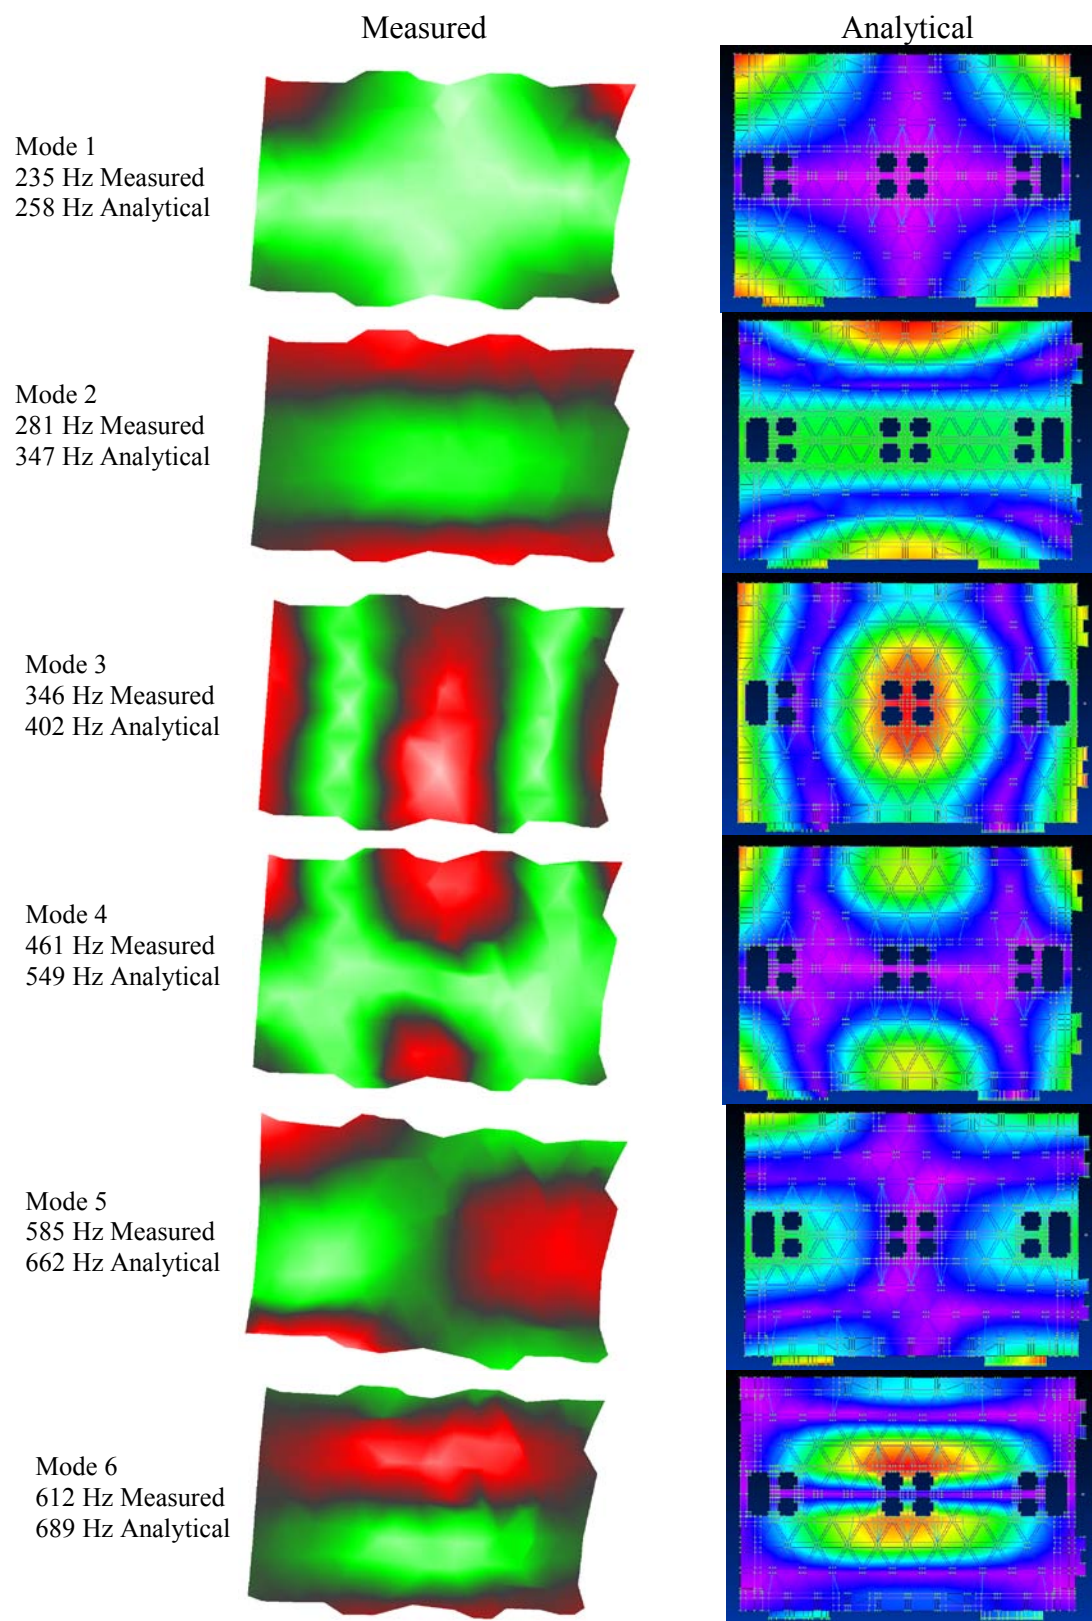 Measured
Analytical
Mode 1
235 Hz Measured
258 Hz Analytical
Mode 2
281 Hz Measured
347 Hz Analytical
Mode 3
346 Hz Measured
402 Hz Analytical
Mode 4
461 Hz Measured
549 Hz Analytical
Mode 5
585 Hz Measured
662 Hz Analytical
Mode 6
612 Hz Measured
689 Hz Analytical